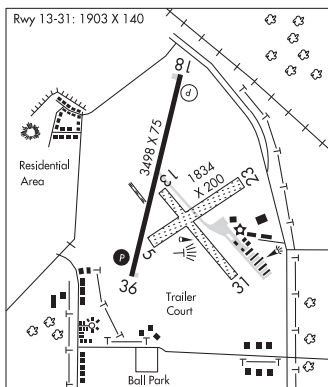 Rwy 13-31: 1903 X 140
18
P
3498 X 75
Residential
Area
13
1834
X 200
23
P
5
36
31
Trailer
Court
Ball Park